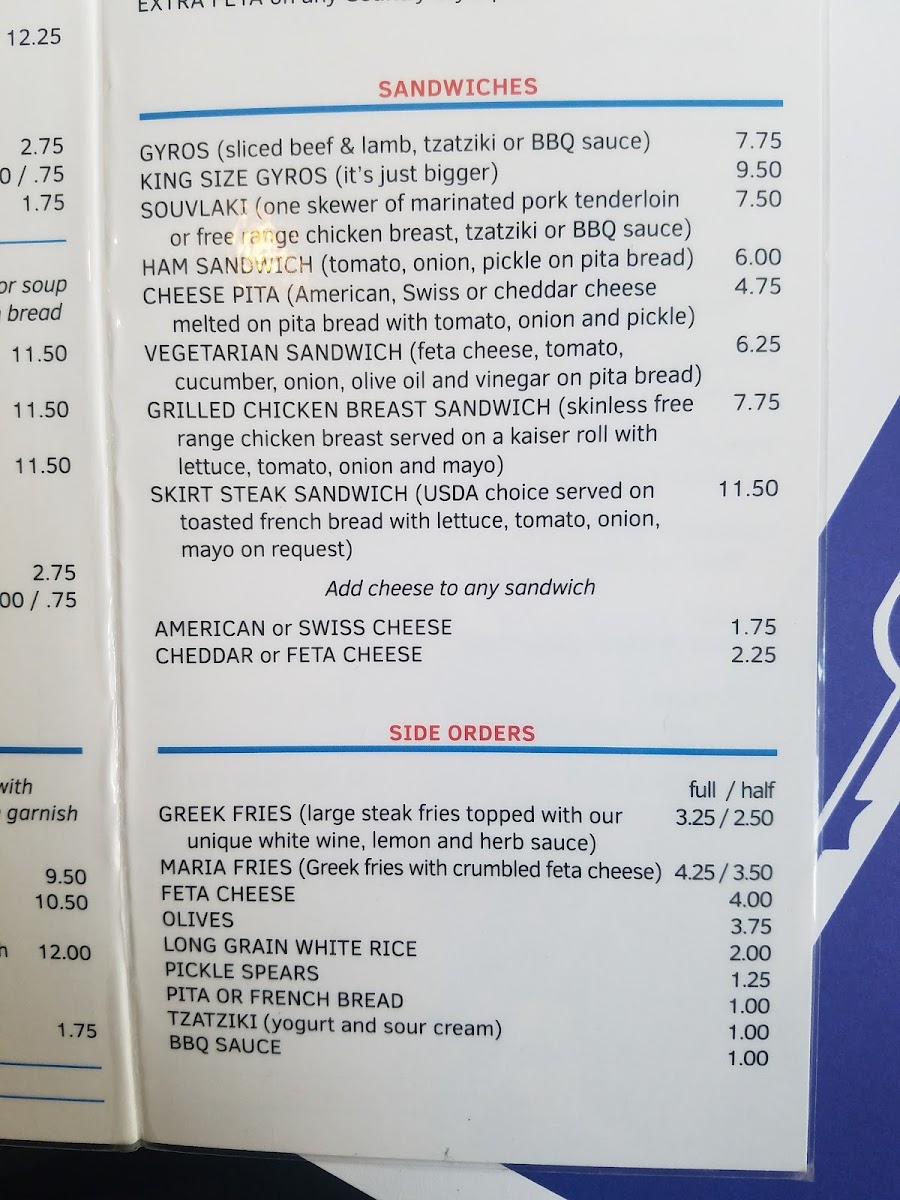 EXTRA FETA on any
12.25
2.75
0 / .75
1.75
or soup
bread
11.50
11.50
11.50
2.75
00 / .75
with
garnish
9.50
10.50
h 12.00
1.75
SANDWICHES
GYROS (sliced beef & lamb, tzatziki or BBQ sauce) 7.75
KING SIZE GYROS (it's just bigger) 9.50
SOUVLAKI (one skewer of marinated pork tenderloin 7.50
or free range chicken breast, tzatziki or BBQ sauce)
HAM SANDWICH (tomato, onion, pickle on pita bread) 6.00
CHEESE PITA (American, Swiss or cheddar cheese 4.75
melted on pita bread with tomato, onion and pickle)
VEGETARIAN SANDWICH (feta cheese, tomato, 6.25
cucumber, onion, olive oil and vinegar on pita bread)
GRILLED CHICKEN BREAST SANDWICH (skinless free 7.75
range chicken breast served on a kaiser roll with
lettuce, tomato, onion and mayo)
SKIRT STEAK SANDWICH (USDA choice served on 11.50
toasted french bread with lettuce, tomato, onion,
mayo on request)
Add cheese to any sandwich
AMERICAN or SWISS CHEESE 1.75
CHEDDAR or FETA CHEESE 2.25
SIDE ORDERS
full / half
GREEK FRIES (large steak fries topped with our 3.25 / 2.50
unique white wine, lemon and herb sauce)
MARIA FRIES (Greek fries with crumbled feta cheese) 4.25 / 3.50
FETA CHEESE 4.00
OLIVES 3.75
LONG GRAIN WHITE RICE 2.00
PICKLE SPEARS 1.25
PITA OR FRENCH BREAD 1.00
TZATZIKI (yogurt and sour cream) 1.00
BBQ SAUCE 1.00